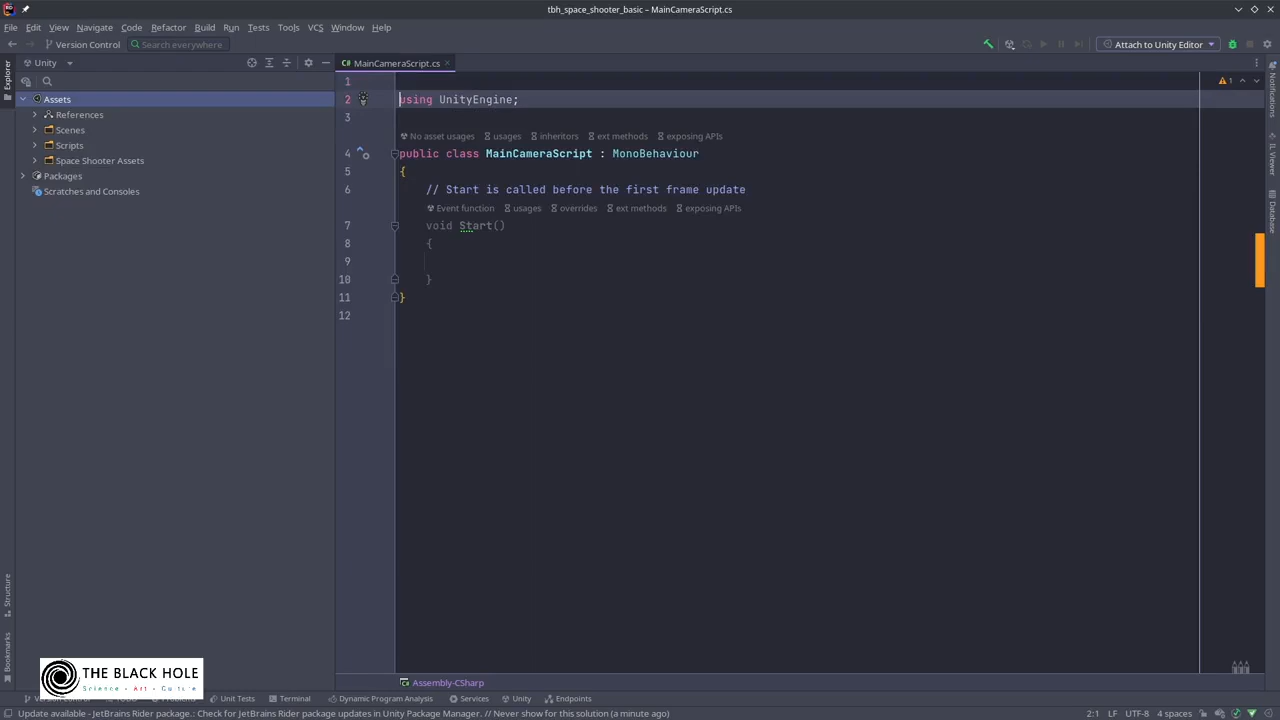 tbh_space_shooter_basic – MainCameraScript.cs
File Edit View Navigate Code Refactor Build Run Tests Tools VCS Window Help
Version Control Search everywhere Attach to Unity Editor
Explorer Unity MainCameraScript.cs
Assets
References
Scenes
Scripts
Space Shooter Assets
Packages
Scratches and Consoles
1
2 using UnityEngine;
3
No asset usages usages inheritors ext methods exposing APIs
4 public class MainCameraScript : MonoBehaviour
5 {
6 // Start is called before the first frame update
Event function usages overrides ext methods exposing APIs
7 void Start()
8 {
9
10 }
11 }
12
1
Notifications
IL Viewer
Database
Structure
Bookmarks
THE BLACK HOLE
Science • Art • Culture
Assembly-CSharp
Unit Tests Terminal Dynamic Program Analysis Services Unity Endpoints
Update available - JetBrains Rider package.: Check for JetBrains Rider package updates in Unity Package Manager. // Never show for this solution (a minute ago) 2:1 LF UTF-8 4 spaces